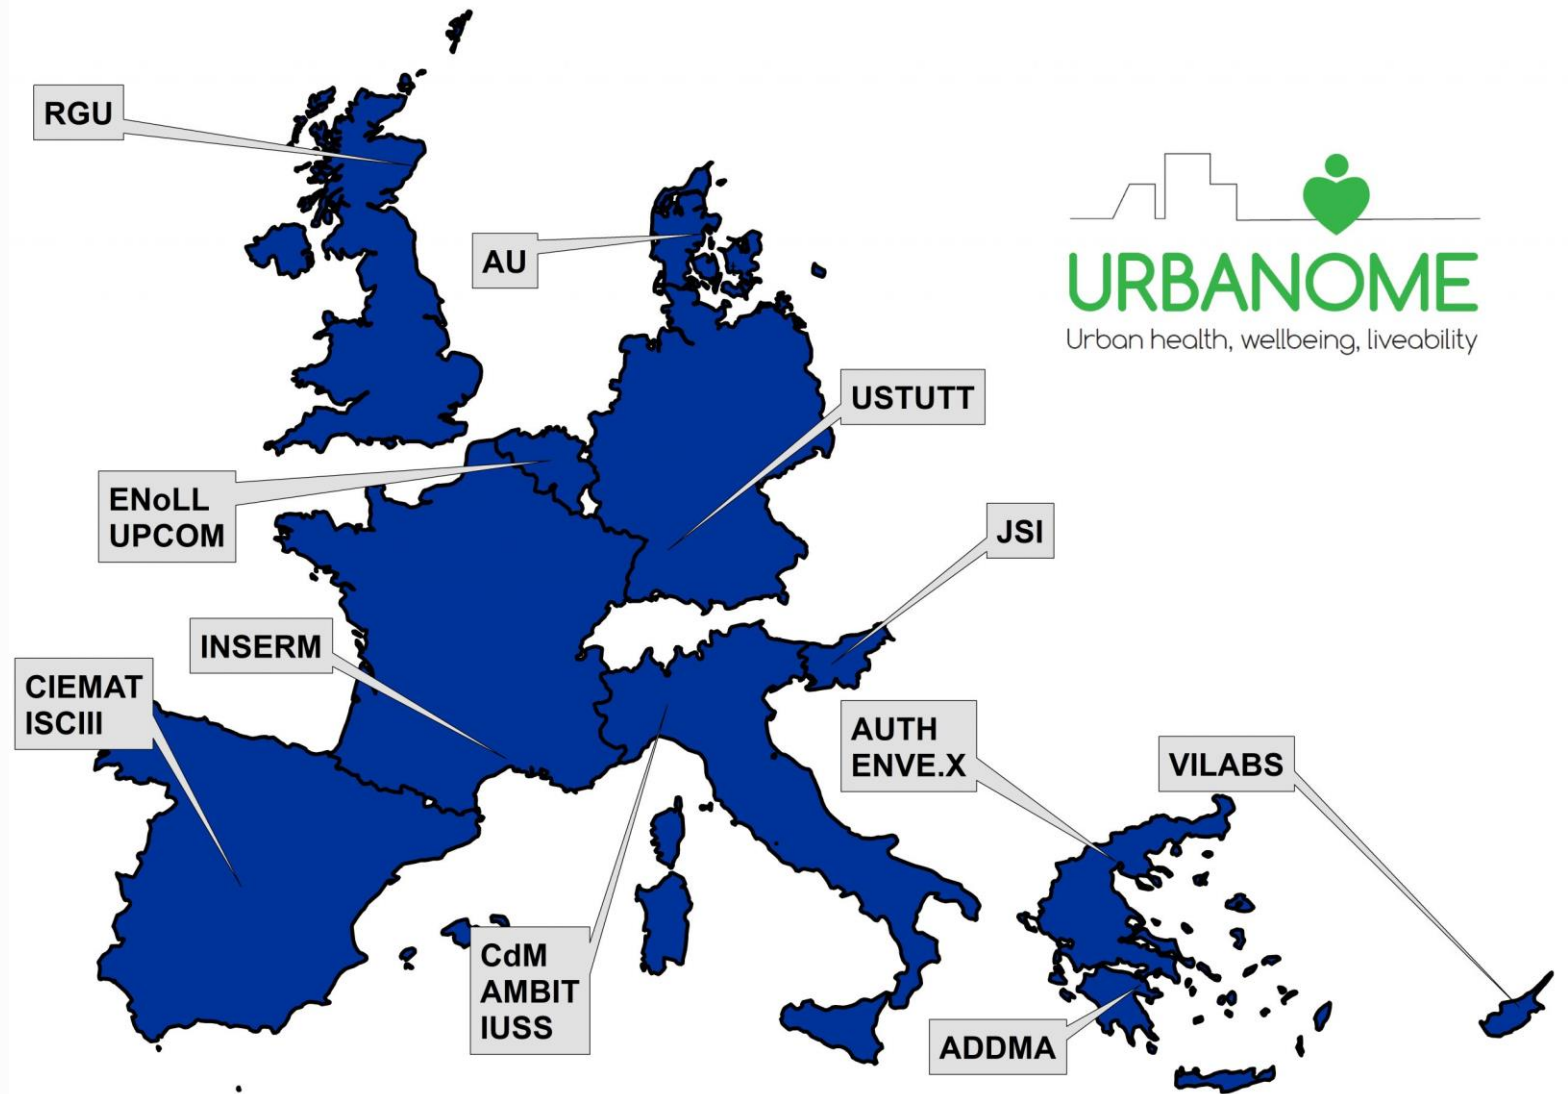 RGU
AU
URBANOME
Urban health, wellbeing, liveability
USTUTT
ENoLL
UPCOM
JSI
INSERM
CIEMAT
ISCIII
AUTH
ENVE.X
VILABS
CdM
AMBIT
IUSS
ADDMA